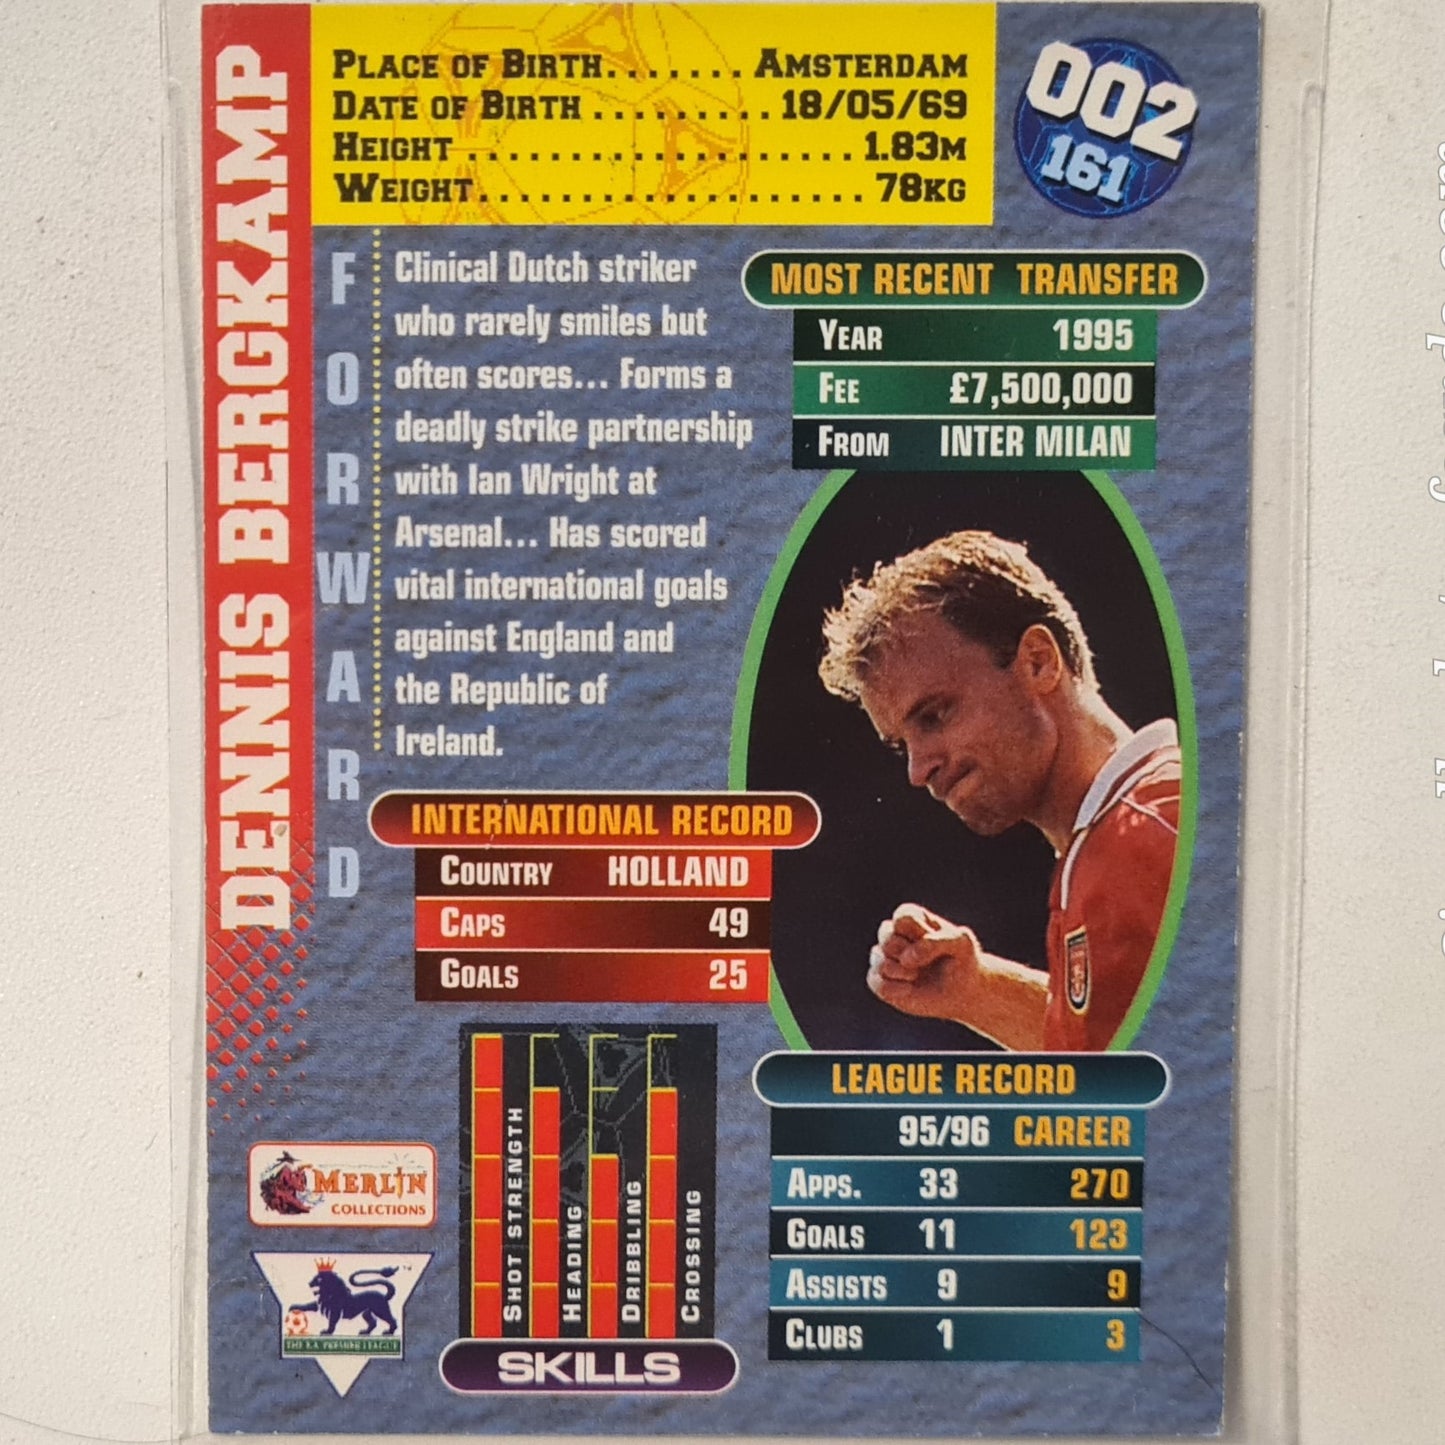 DENNIS BERGKAMP
PLACE OF BIRTH....... AMSTERDAM
DATE OF BIRTH ......... 18/05/69
HEIGHT .................... 1.83M
WEIGHT.................... 78KG
002
161
FORWARD
Clinical Dutch striker
who rarely smiles but
often scores... Forms a
deadly strike partnership
with Ian Wright at
Arsenal... Has scored
vital international goals
against England and
the Republic of
Ireland.
MOST RECENT TRANSFER
YEAR 1995
FEE £7,500,000
FROM INTER MILAN
INTERNATIONAL RECORD
COUNTRY HOLLAND
CAPS 49
GOALS 25
SHOT STRENGTH
HEADING
DRIBBLING
CROSSING
SKILLS
LEAGUE RECORD
95/96 CAREER
APPS. 33 270
GOALS 11 123
ASSISTS 9 9
CLUBS 1 3
MERLIN
COLLECTIONS
THE F.A. PREMIER LEAGUE